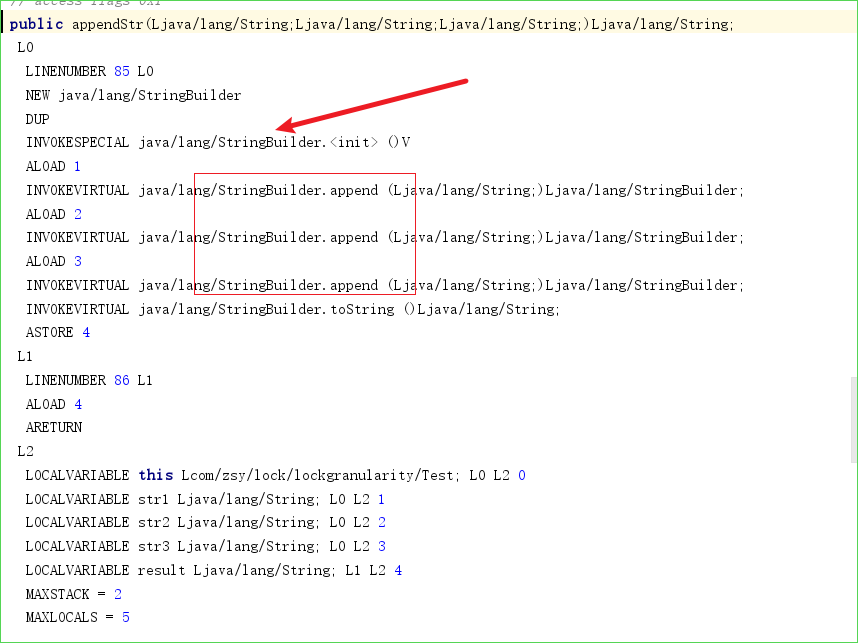 // access flags 0x1
public appendStr(Ljava/lang/String;Ljava/lang/String;Ljava/lang/String;)Ljava/lang/String;
L0
LINENUMBER 85 L0
NEW java/lang/StringBuilder
DUP
INVOKESPECIAL java/lang/StringBuilder.<init> ()V
ALOAD 1
INVOKEVIRTUAL java/lang/StringBuilder.append (Ljava/lang/String;)Ljava/lang/StringBuilder;
ALOAD 2
INVOKEVIRTUAL java/lang/StringBuilder.append (Ljava/lang/String;)Ljava/lang/StringBuilder;
ALOAD 3
INVOKEVIRTUAL java/lang/StringBuilder.append (Ljava/lang/String;)Ljava/lang/StringBuilder;
INVOKEVIRTUAL java/lang/StringBuilder.toString ()Ljava/lang/String;
ASTORE 4
L1
LINENUMBER 86 L1
ALOAD 4
ARETURN
L2
LOCALVARIABLE this Lcom/zsy/lock/lockgranularity/Test; L0 L2 0
LOCALVARIABLE str1 Ljava/lang/String; L0 L2 1
LOCALVARIABLE str2 Ljava/lang/String; L0 L2 2
LOCALVARIABLE str3 Ljava/lang/String; L0 L2 3
LOCALVARIABLE result Ljava/lang/String; L1 L2 4
MAXSTACK = 2
MAXLOCALS = 5